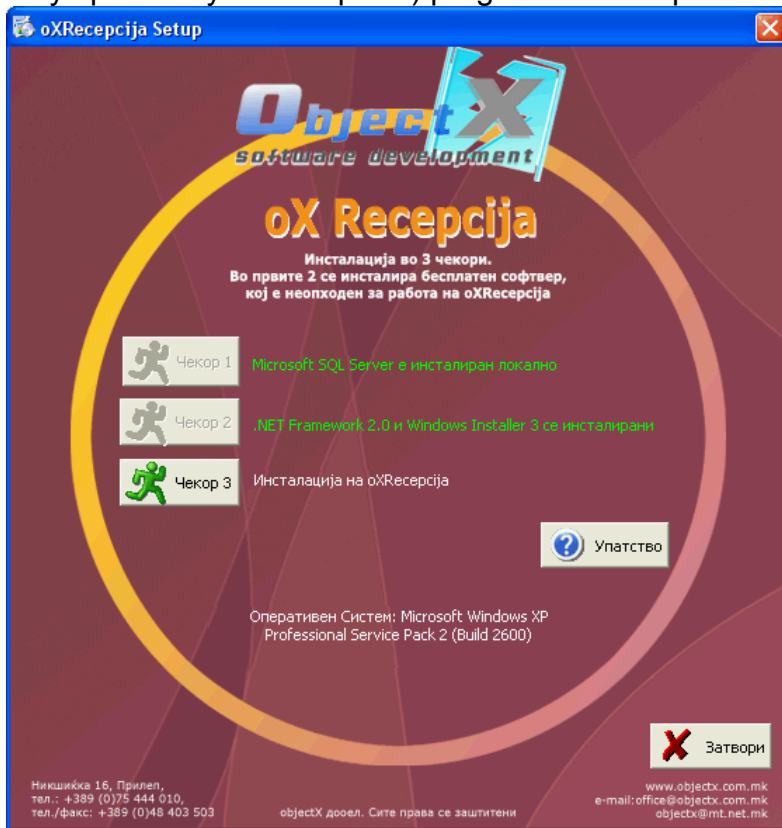 oXRecepcija Setup
ObjectX
software development
oX Recepcija
Инсталација во 3 чекори.
Во првите 2 се инсталира бесплатен софтвер,
кој е неопходен за работа на oXRecepcija
Чекор 1
Microsoft SQL Server е инсталиран локално
Чекор 2
.NET Framework 2.0 и Windows Installer 3 се инсталирани
Чекор 3
Инсталација на oXRecepcija
Упатство
Оперативен Систем: Microsoft Windows XP
Professional Service Pack 2 (Build 2600)
Затвори
Никшиќка 16, Прилеп,
тел.: +389 (0)75 444 010,
тел./факс: +389 (0)48 403 503
objectX дооел. Сите права се заштитени
www.objectx.com.mk
e-mail:office@objectx.com.mk
objectx@mt.net.mk